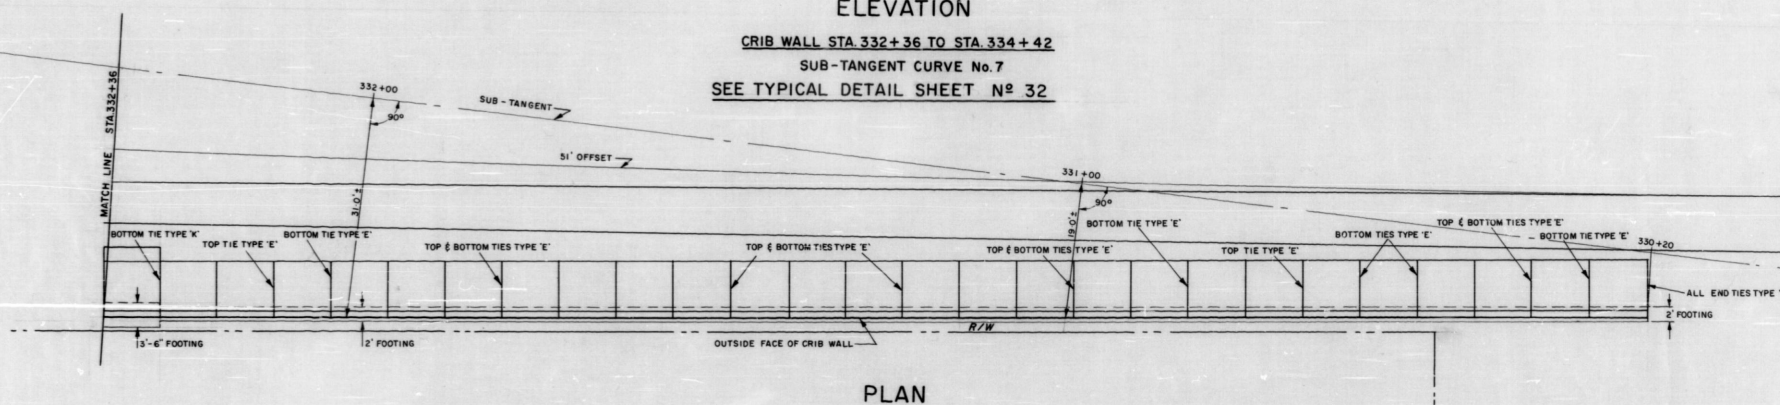 ELEVATION
CRIB WALL STA. 332+36 TO STA. 334+42
SUB-TANGENT CURVE No. 7
SEE TYPICAL DETAIL SHEET Nº 32
MATCH LINE STA. 332+36
332+00
90°
SUB-TANGENT
51' OFFSET
31.0'±
331+00
90°
19.0'±
BOTTOM TIE TYPE 'K'
TOP TIE TYPE 'E'
BOTTOM TIE TYPE 'E'
TOP & BOTTOM TIES TYPE 'E'
TOP & BOTTOM TIES TYPE 'E'
TOP & BOTTOM TIES TYPE 'E'
BOTTOM TIE TYPE 'E'
TOP TIE TYPE 'E'
BOTTOM TIES TYPE 'E'
TOP & BOTTOM TIES TYPE 'E'
BOTTOM TIE TYPE 'E'
330+20
ALL END TIES TYPE
2' FOOTING
R/W
3'-6" FOOTING
2' FOOTING
OUTSIDE FACE OF CRIB WALL
PLAN